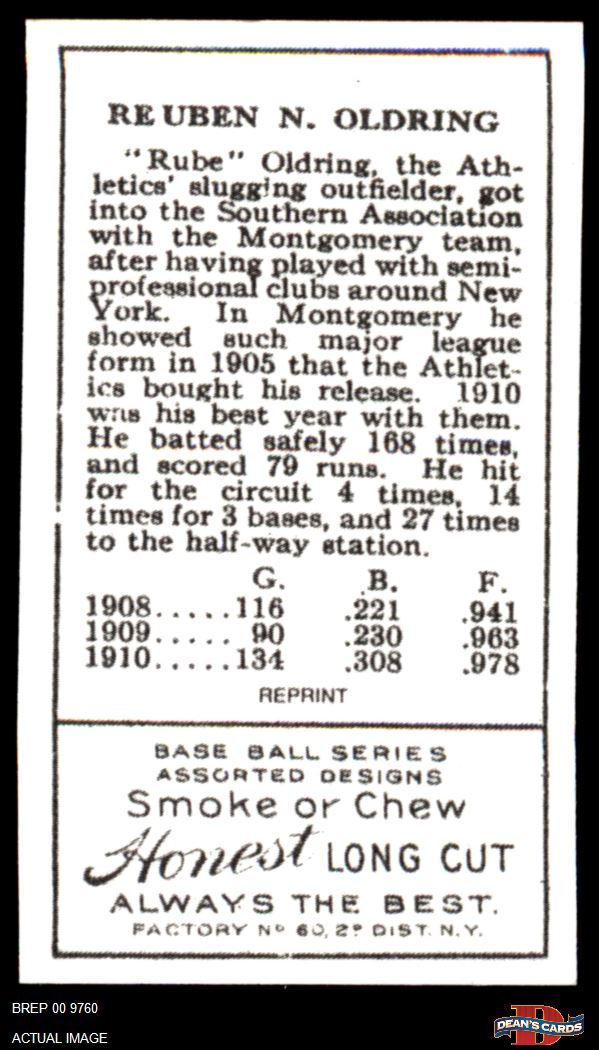 REUBEN N. OLDRING
"Rube" Oldring, the Ath-
letics' slugging outfielder, got
into the Southern Association
with the Montgomery team,
after having played with semi-
professional clubs around New
York. In Montgomery he
showed such major league
form in 1905 that the Athlet-
ics bought his release. 1910
was his best year with them.
He batted safely 168 times,
and scored 79 runs. He hit
for the circuit 4 times, 14
times for 3 bases, and 27 times
to the half-way station.
G. B. F.
1908.....116 .221 .941
1909..... 90 .230 .963
1910.....134 .308 .978
REPRINT
BASE BALL SERIES
ASSORTED DESIGNS
Smoke or Chew
Honest LONG CUT
ALWAYS THE BEST.
FACTORY Nº 60, 2º DIST. N.Y.
BREP 00 9760
ACTUAL IMAGE
D
DEAN'S CARDS